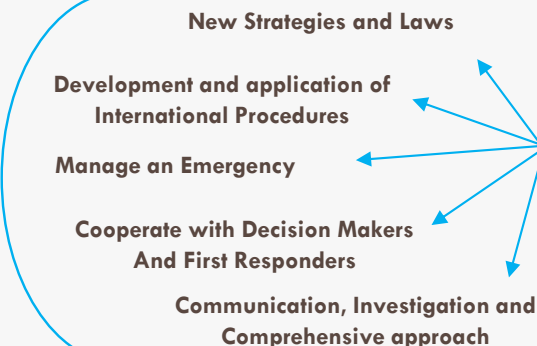 New Strategies and Laws
Development and application of
International Procedures
Manage an Emergency
Cooperate with Decision Makers
And First Responders
Communication, Investigation and
Comprehensive approach